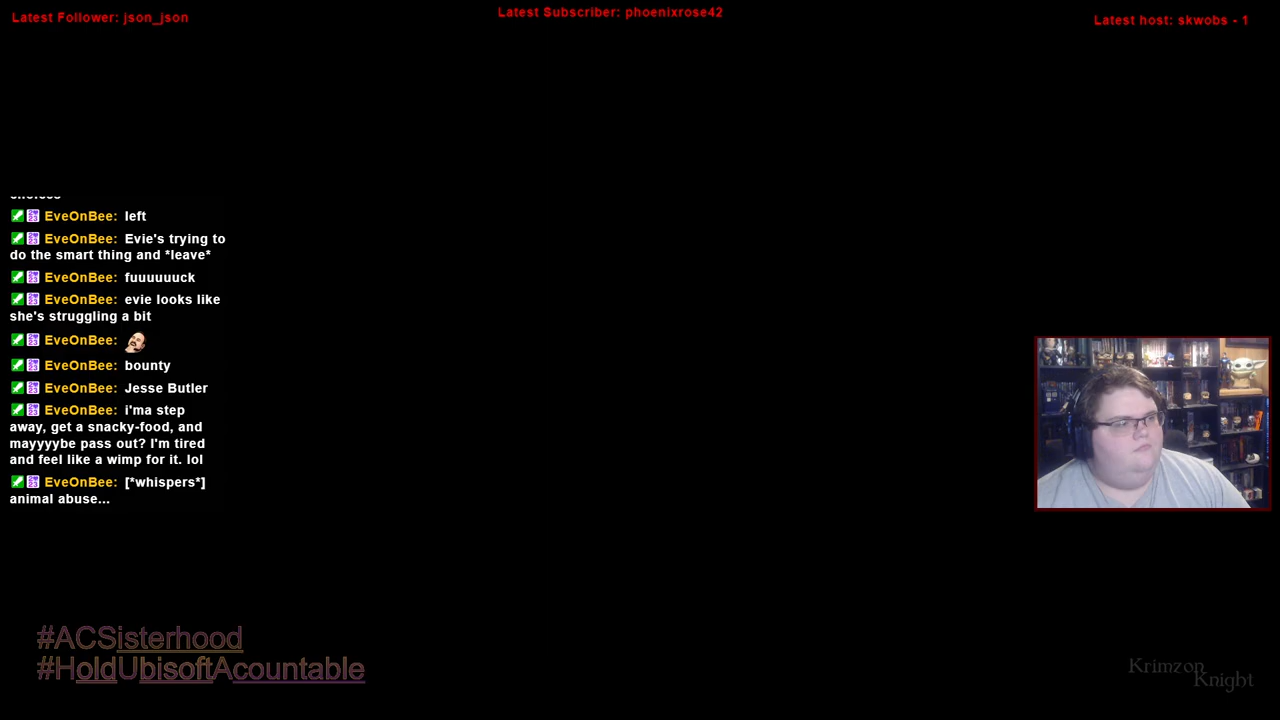 Latest Follower: json_json
Latest Subscriber: phoenixrose42
Latest host: skwobs - 1
EveOnBee: left
EveOnBee: Evie's trying to
do the smart thing and *leave*
EveOnBee: fuuuuuuck
EveOnBee: evie looks like
she's struggling a bit
EveOnBee:
EveOnBee: bounty
EveOnBee: Jesse Butler
EveOnBee: i'ma step
away, get a snacky-food, and
mayyyybe pass out? I'm tired
and feel like a wimp for it. lol
EveOnBee: [*whispers*]
animal abuse...
#ACSisterhood
#HoldUbisoftAcountable
Krimzon
Knight